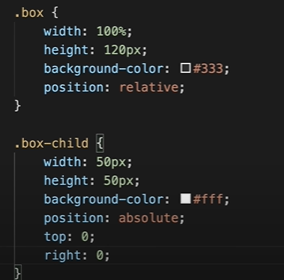 .box {
width: 100%;
height: 120px;
background-color: #333;
position: relative;
}
.box-child {
width: 50px;
height: 50px;
background-color: #fff;
position: absolute;
top: 0;
right: 0;
}